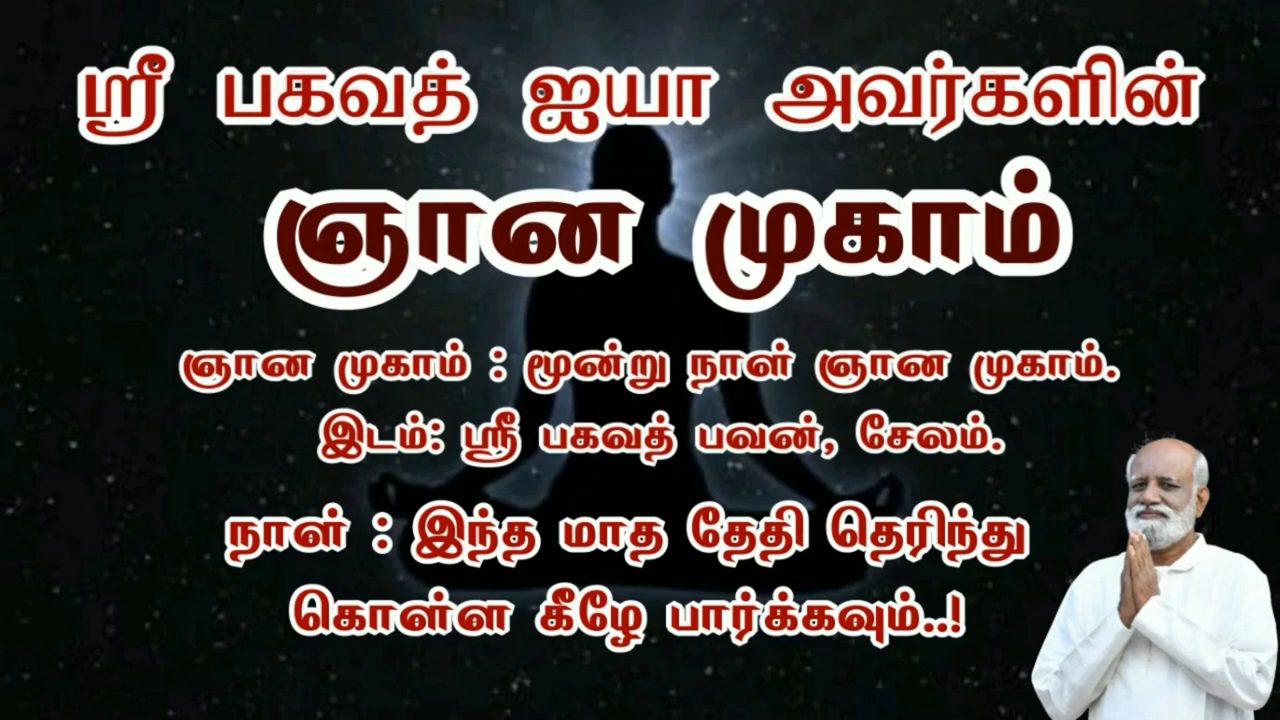 ஸ்ரீ பகவத் ஐயா அவர்களின்
ஞான முகாம்
ஞான முகாம் : மூன்று நாள் ஞான முகாம்.
இடம்: ஸ்ரீ பகவத் பவன், சேலம்.
நாள் : இந்த மாத தேதி தெரிந்து
கொள்ள கீழே பார்க்கவும்..!